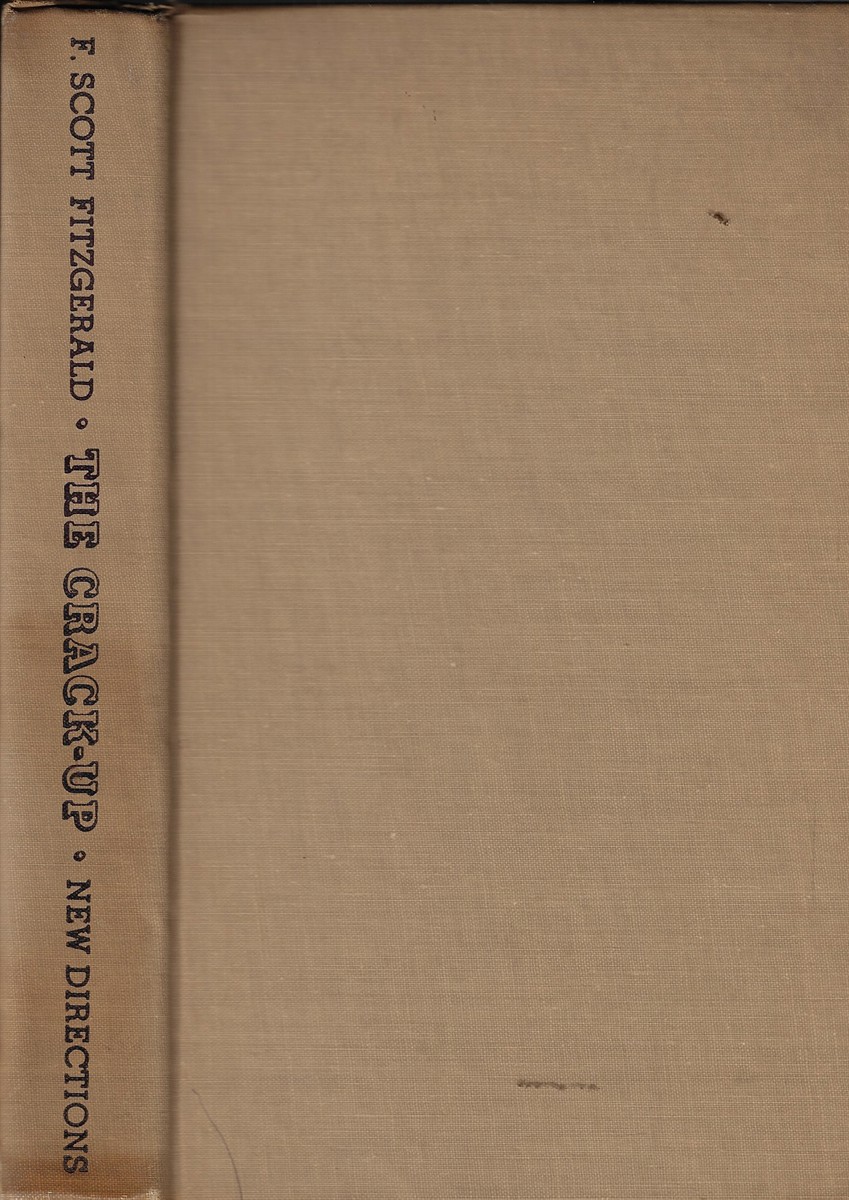 F. SCOTT FITZGERALD • THE CRACK-UP • NEW DIRECTIONS